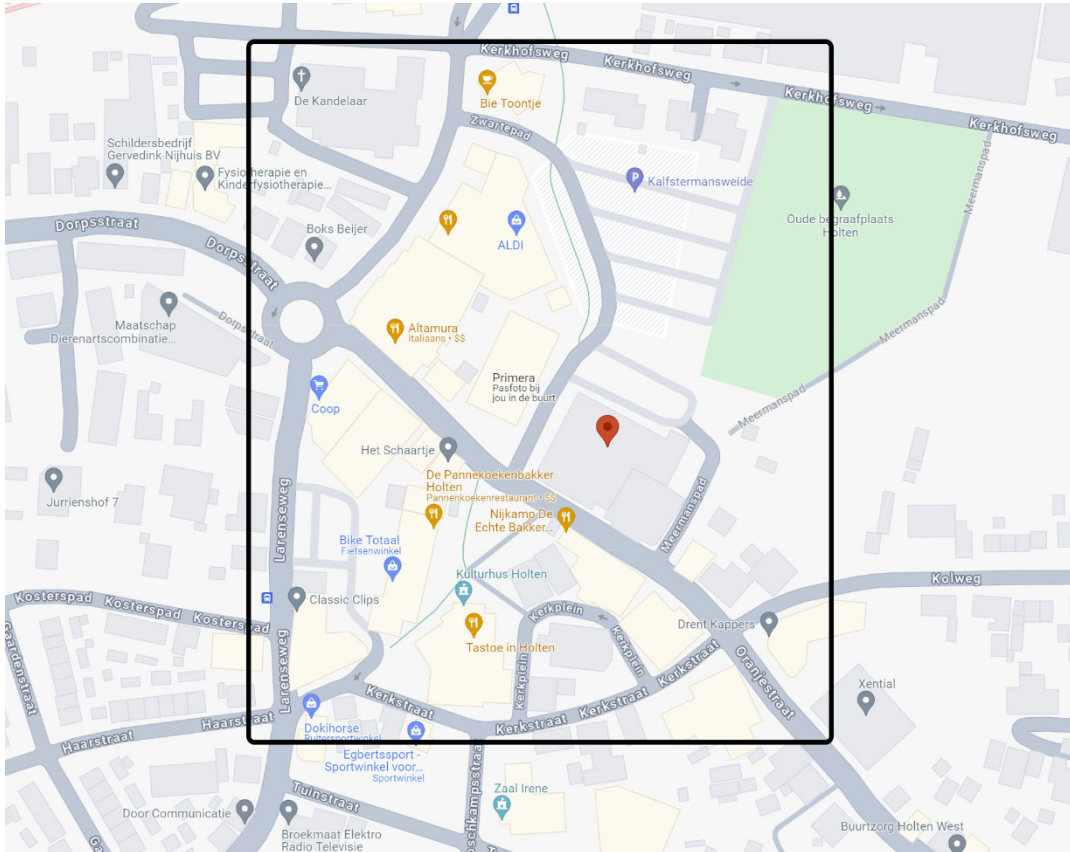 Kerkhofsweg
Kerkhofsweg
Kerkhofsweg
Kerkhofsweg
De Kandelaar
Bie Toontje
Zwartepad
Schildersbedrijf
Gervedink Nijhuis BV
Fysiotherapie en
Kinderfysiotherapie...
P
Kalfstermansweide
Meermanspad
Oude begraafplaats
Holten
Dorpsstraat
Dorpsstraat
Boks Beijer
ALDI
Maatschap
Dierenartscombinatie...
Dorpsstraat
Altamura
Italiaans • $$
Meermanspad
Primera
Pasfoto bij
jou in de buurt
Coop
Meermanspad
Het Schaartje
De Pannekoekenbakker
Holten
Pannenkoekenrestaurant • $$
Jurrienshof 7
Nijkamp De
Echte Bakker...
Meermanspad
Larenseweg
Bike Totaal
Fietsenwinkel
Kulturhus Holten
Kolweg
Kosterspad
Kosterspad
Kosterspad
Classic Clips
Kerkplein
Drent Kappers
Gaardenstraat
Larenseweg
Tastoe in Holten
Kerkplein
Kerkplein
Kerkstraat
Oranjestraat
Xential
Kerkstraat
Kerkstraat
Kerkstraat
Haarstraat
Haarstraat
Dokihorse
Ruitersportwinkel
Egbertssport -
Sportwinkel voor...
Sportwinkel
Tuinstraat
Zaal Irene
Door Communicatie
Broekmaat Elektro
Radio Televisie
Buurtzorg Holten West